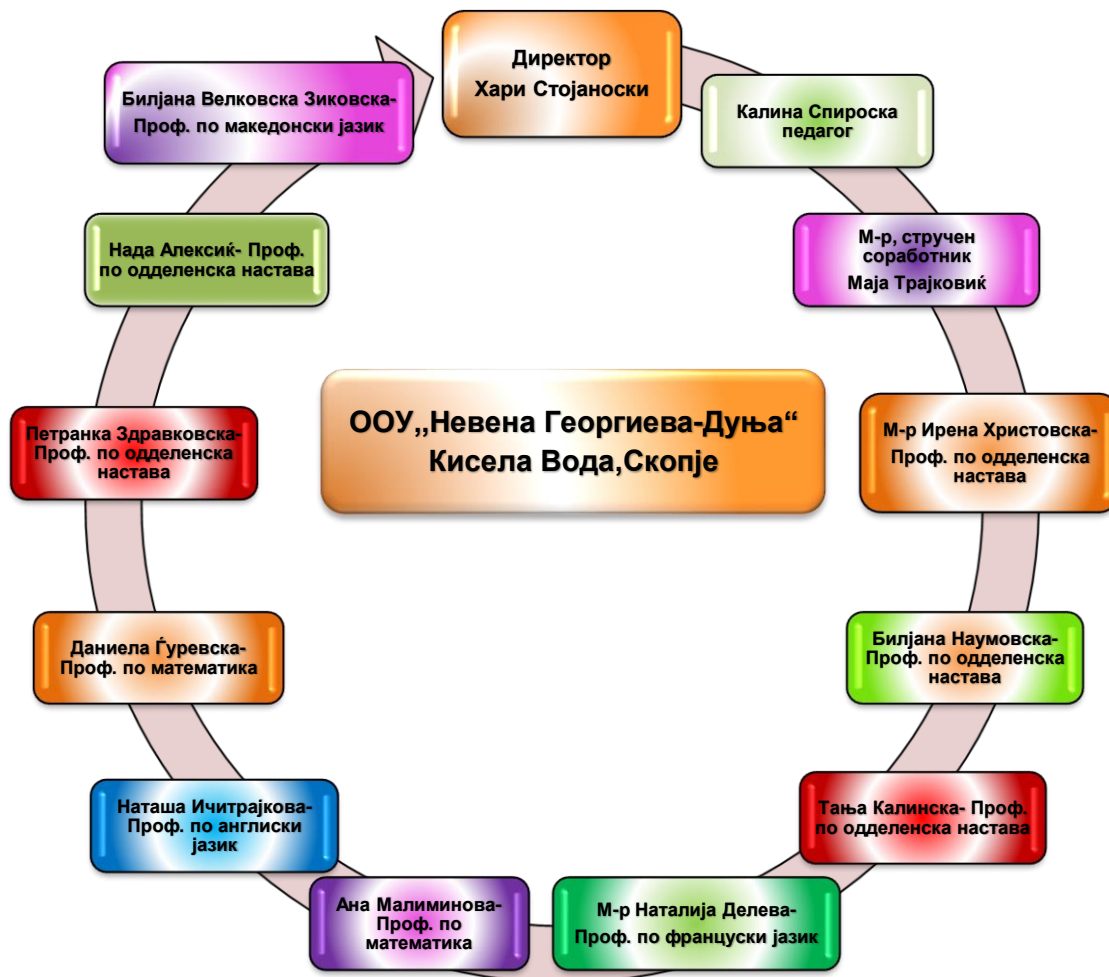 Директор
Хари Стојаноски
Калина Спироска
педагог
М-р, стручен
соработник
Маја Трајковиќ
М-р Ирена Христовска-
Проф. по одделенска
настава
Билјана Наумовска-
Проф. по одделенска
настава
Тања Калинска- Проф.
по одделенска настава
М-р Наталија Делева-
Проф. по француски јазик
Ана Малиминова-
Проф. по
математика
Наташа Ичитрајкова-
Проф. по англиски
јазик
Даниела Ѓуревска-
Проф. по математика
Петранка Здравковска-
Проф. по одделенска
настава
Нада Алексиќ- Проф.
по одделенска настава
Билјана Велковска Зиковска-
Проф. по македонски јазик
ООУ,,Невена Георгиева-Дуња“
Кисела Вода,Скопје